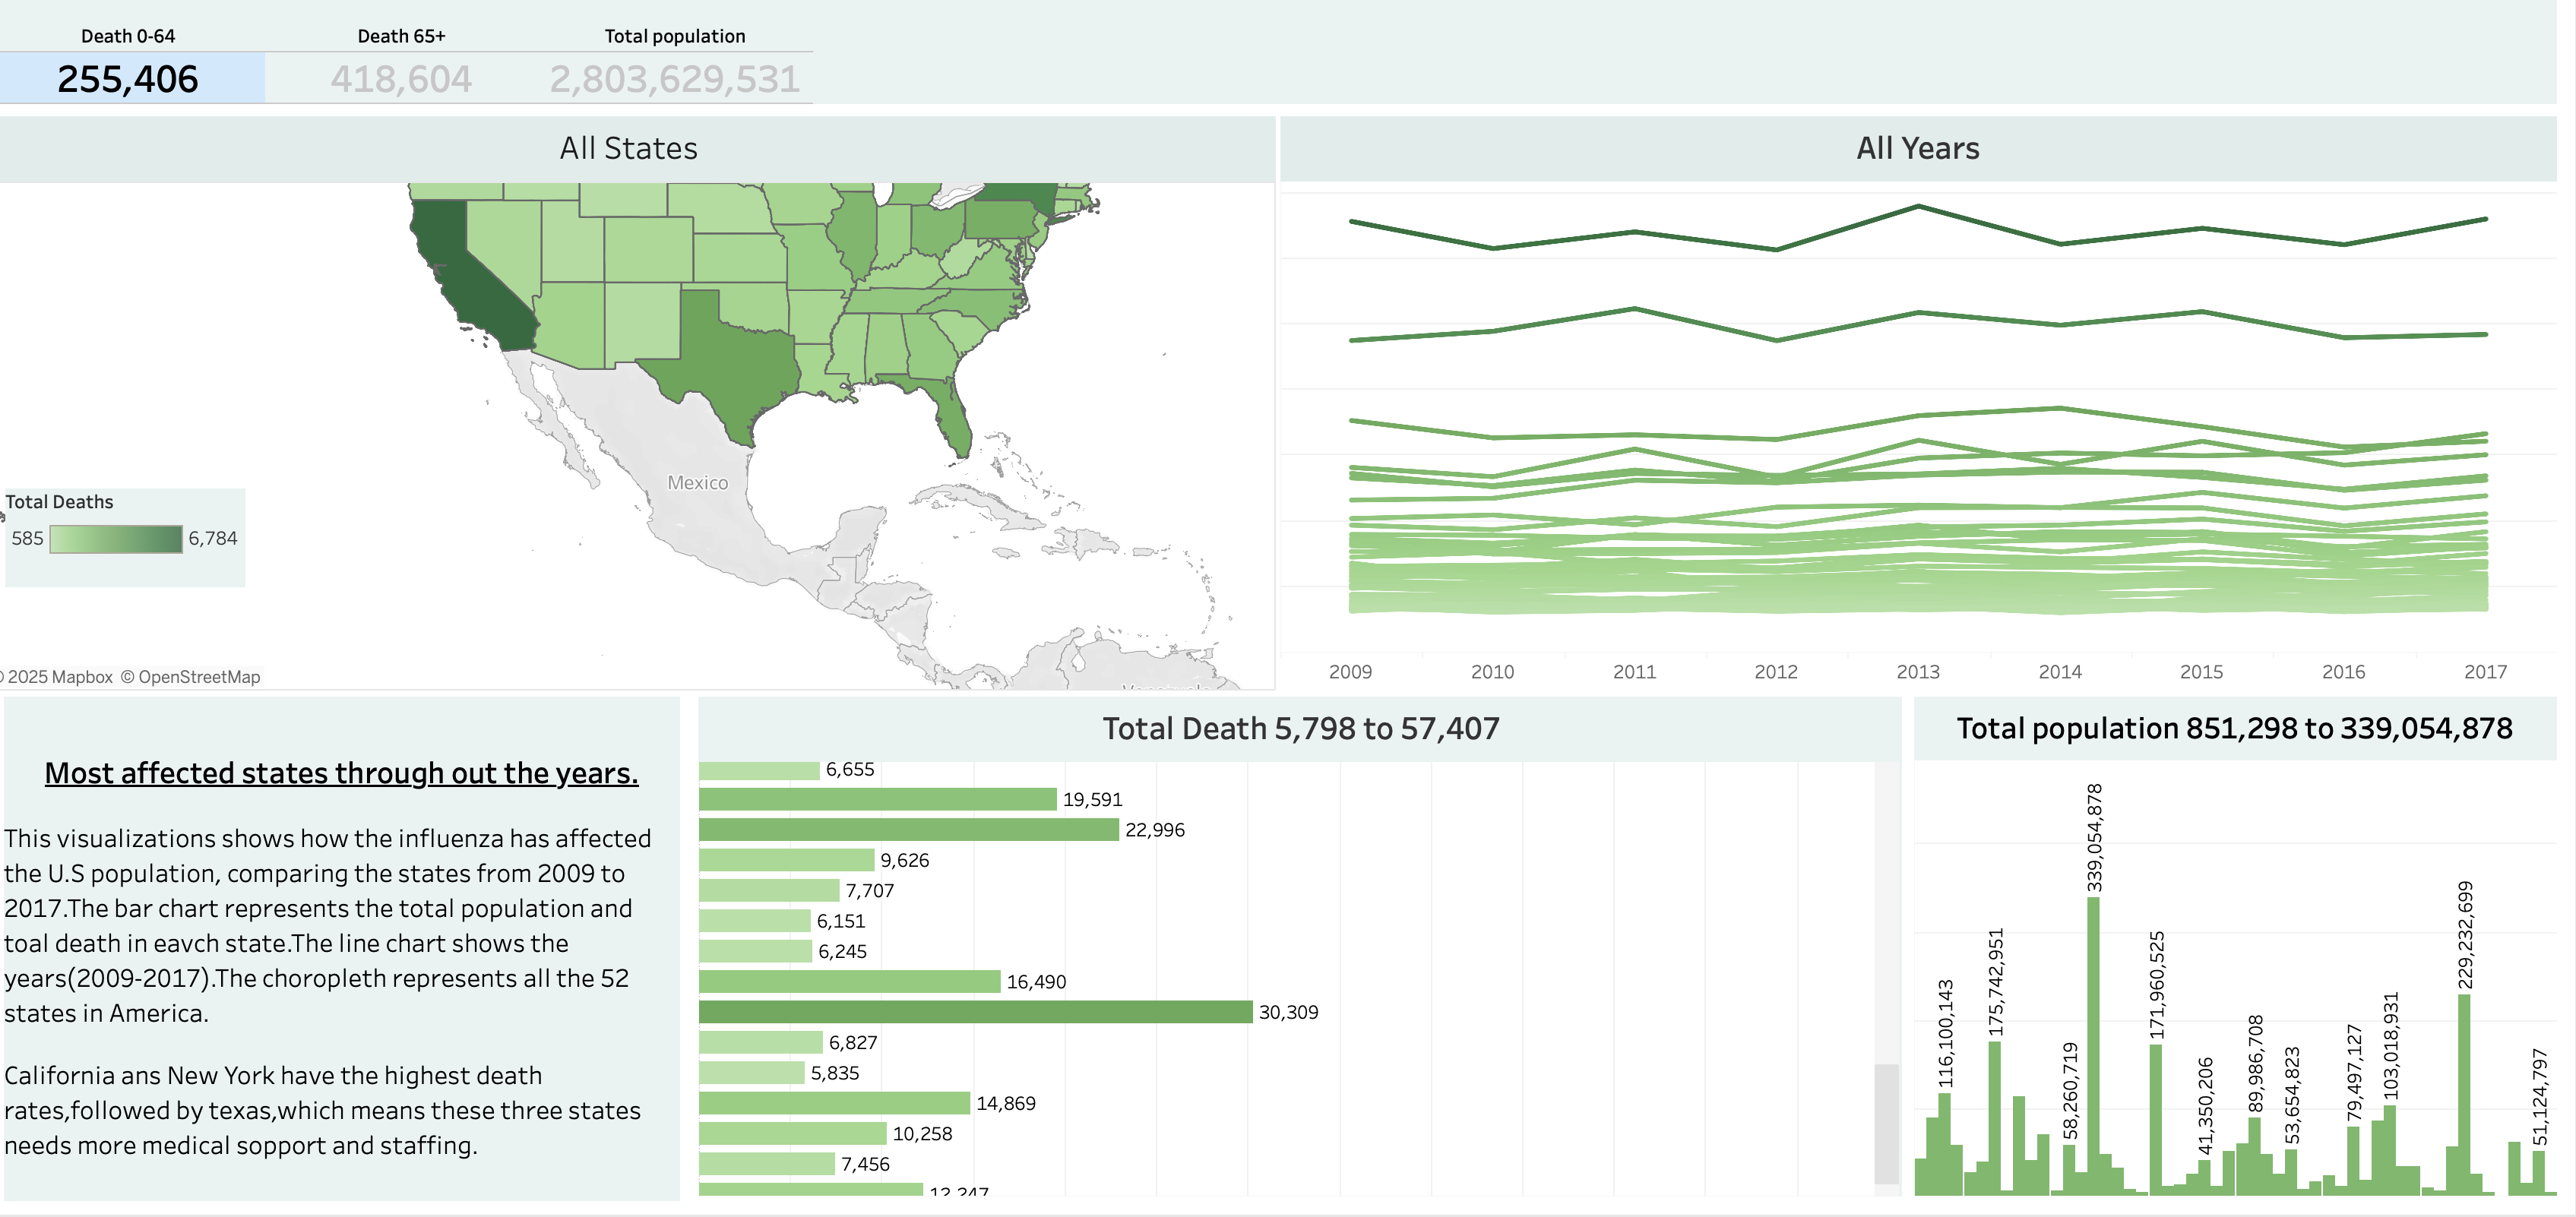 Death 0-64 Death 65+ Total population
255,406 418,604 2,803,629,531
All States
Mexico
Total Deaths
585 6,784
2025 Mapbox © OpenStreetMap
All Years
2009 2010 2011 2012 2013 2014 2015 2016 2017
Most affected states through out the years.
This visualizations shows how the influenza has affected
the U.S population, comparing the states from 2009 to
2017.The bar chart represents the total population and
toal death in eavch state.The line chart shows the
years(2009-2017).The choropleth represents all the 52
states in America.
California ans New York have the highest death
rates,followed by texas,which means these three states
needs more medical sopport and staffing.
Total Death 5,798 to 57,407
6,655
19,591
22,996
9,626
7,707
6,151
6,245
16,490
30,309
6,827
5,835
14,869
10,258
7,456
12,247
Total population 851,298 to 339,054,878
116,100,143
175,742,951
58,260,719
339,054,878
171,960,525
41,350,206
89,986,708
53,654,823
79,497,127
103,018,931
229,232,699
51,124,797